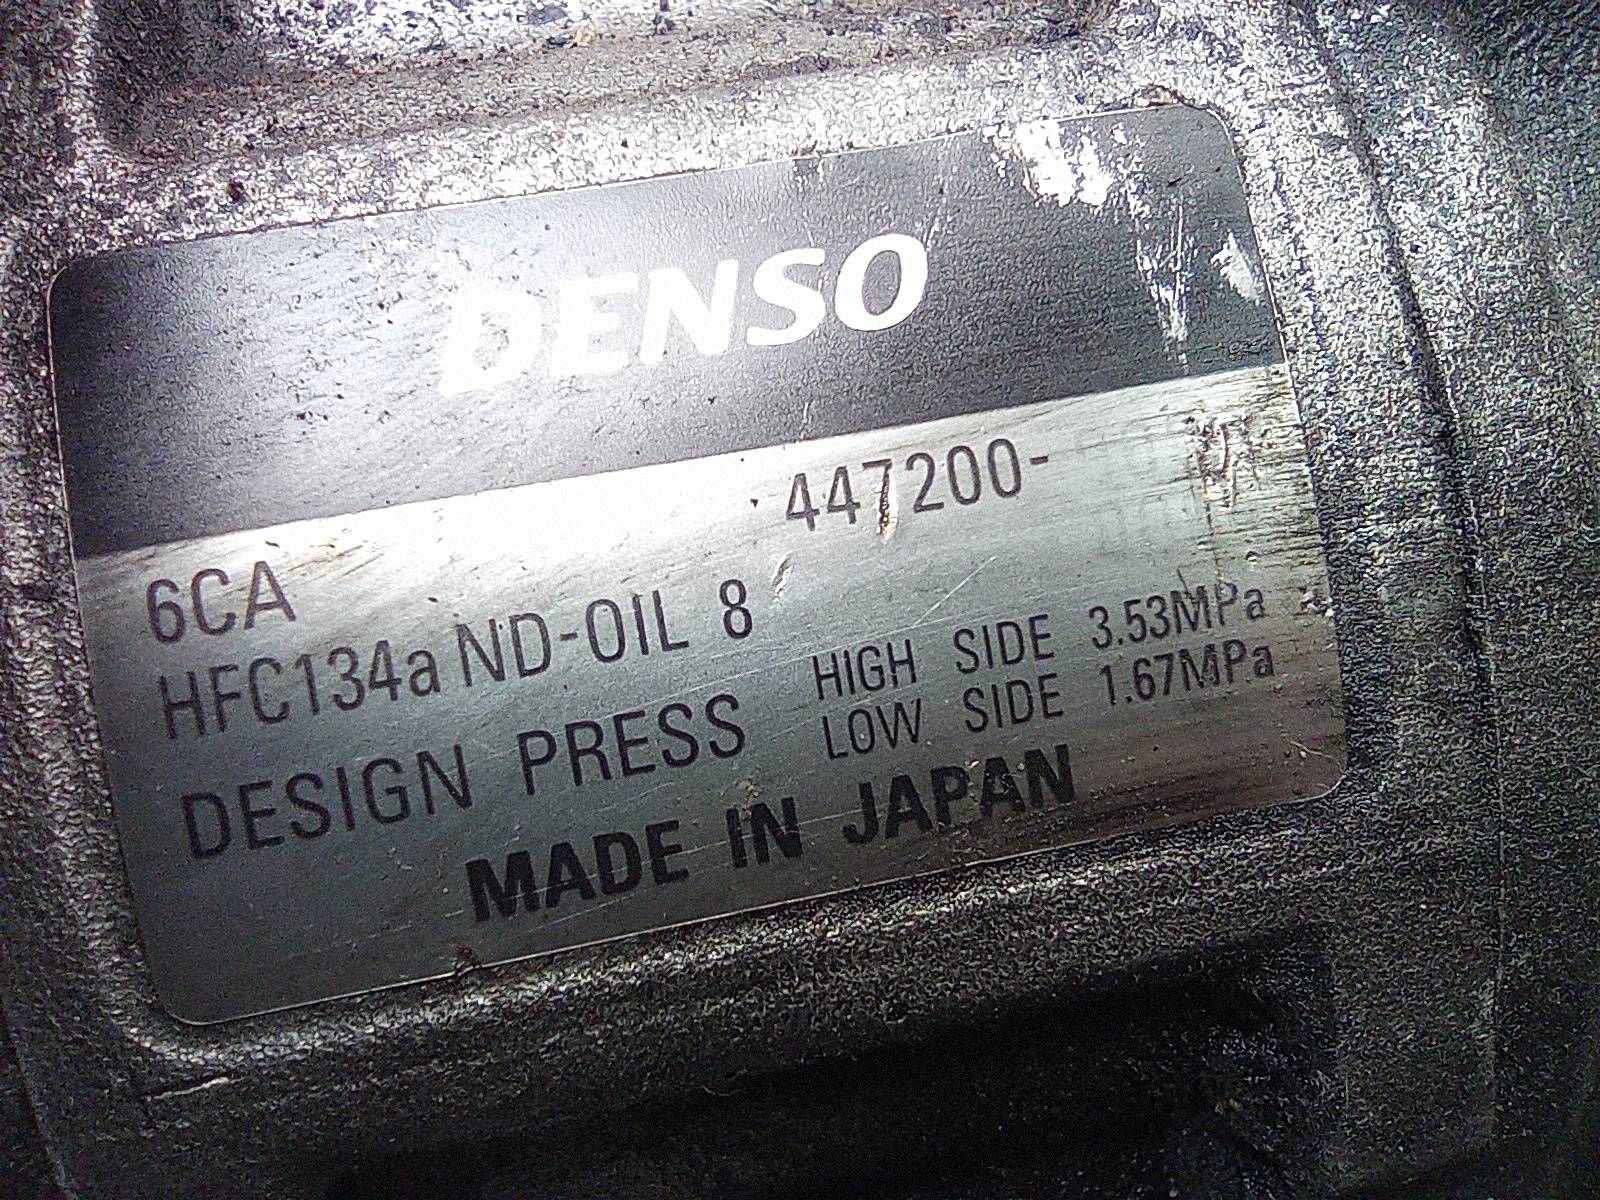 DENSO
447200-
6CA
HFC134a ND-OIL 8
DESIGN PRESS HIGH SIDE 3.53MPa
LOW SIDE 1.67MPa
MADE IN JAPAN